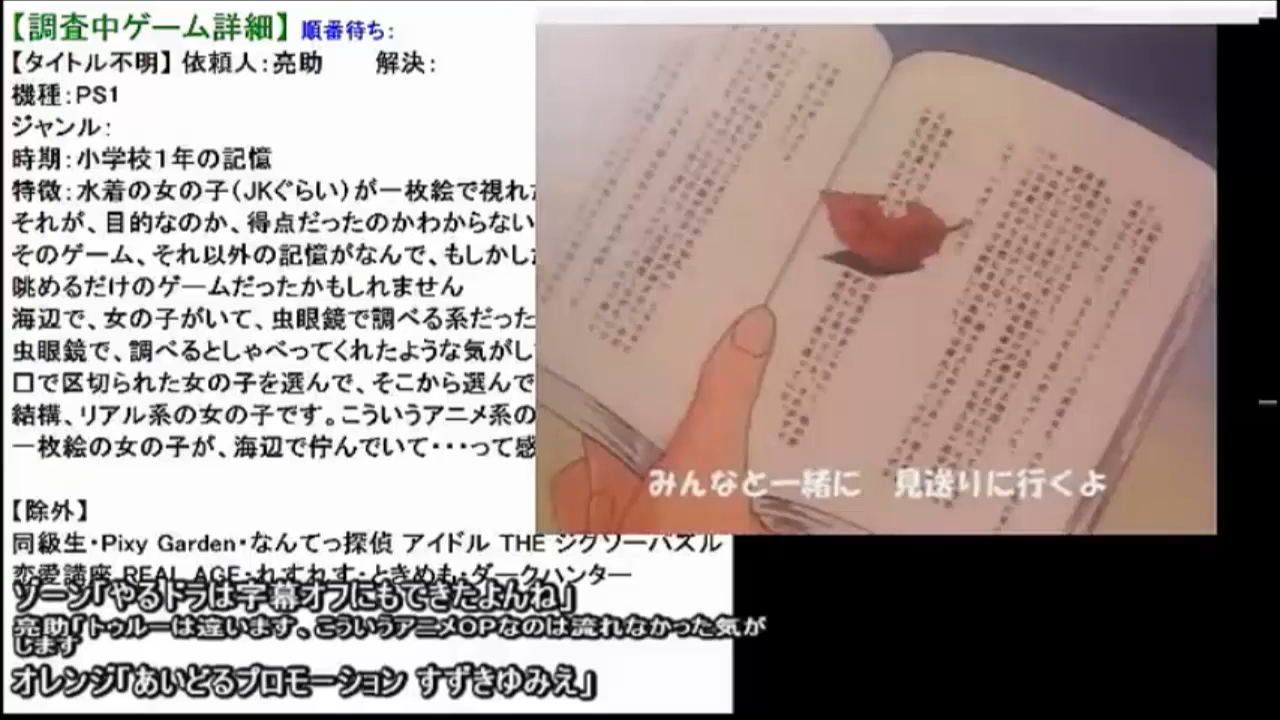 【調査中ゲーム詳細】 順番待ち：
【タイトル不明】 依頼人：亮助　　解決：
機種：PS1
ジャンル：
時期：小学校１年の記憶
特徴：水着の女の子（JKぐらい）が一枚絵で視れた
それが、目的なのか、得点だったのかわからない
そのゲーム、それ以外の記憶がなんで、もしかした
眺めるだけのゲームだったかもしれません
海辺で、女の子がいて、虫眼鏡で調べる系だった
虫眼鏡で、調べるとしゃべってくれたような気がし
口で区切られた女の子を選んで、そこから選んで
結構、リアル系の女の子です。こういうアニメ系の
一枚絵の女の子が、海辺で佇んでいて・・・って感
みんなと一緒に　見送りに行くよ
【除外】
同級生・Pixy Garden・なんてっ探偵 アイドル THE ジグソーパズル
恋愛講座 REAL AGE・れすれす・ときめも・ダークハンター
ゾーン「やるドラは字幕オフにもできたよんね」
亮助「トゥルーは違います、こういうアニメOPなのは流れなかった気が
します
オレンジ「あいどるプロモーション すずきゆみえ」